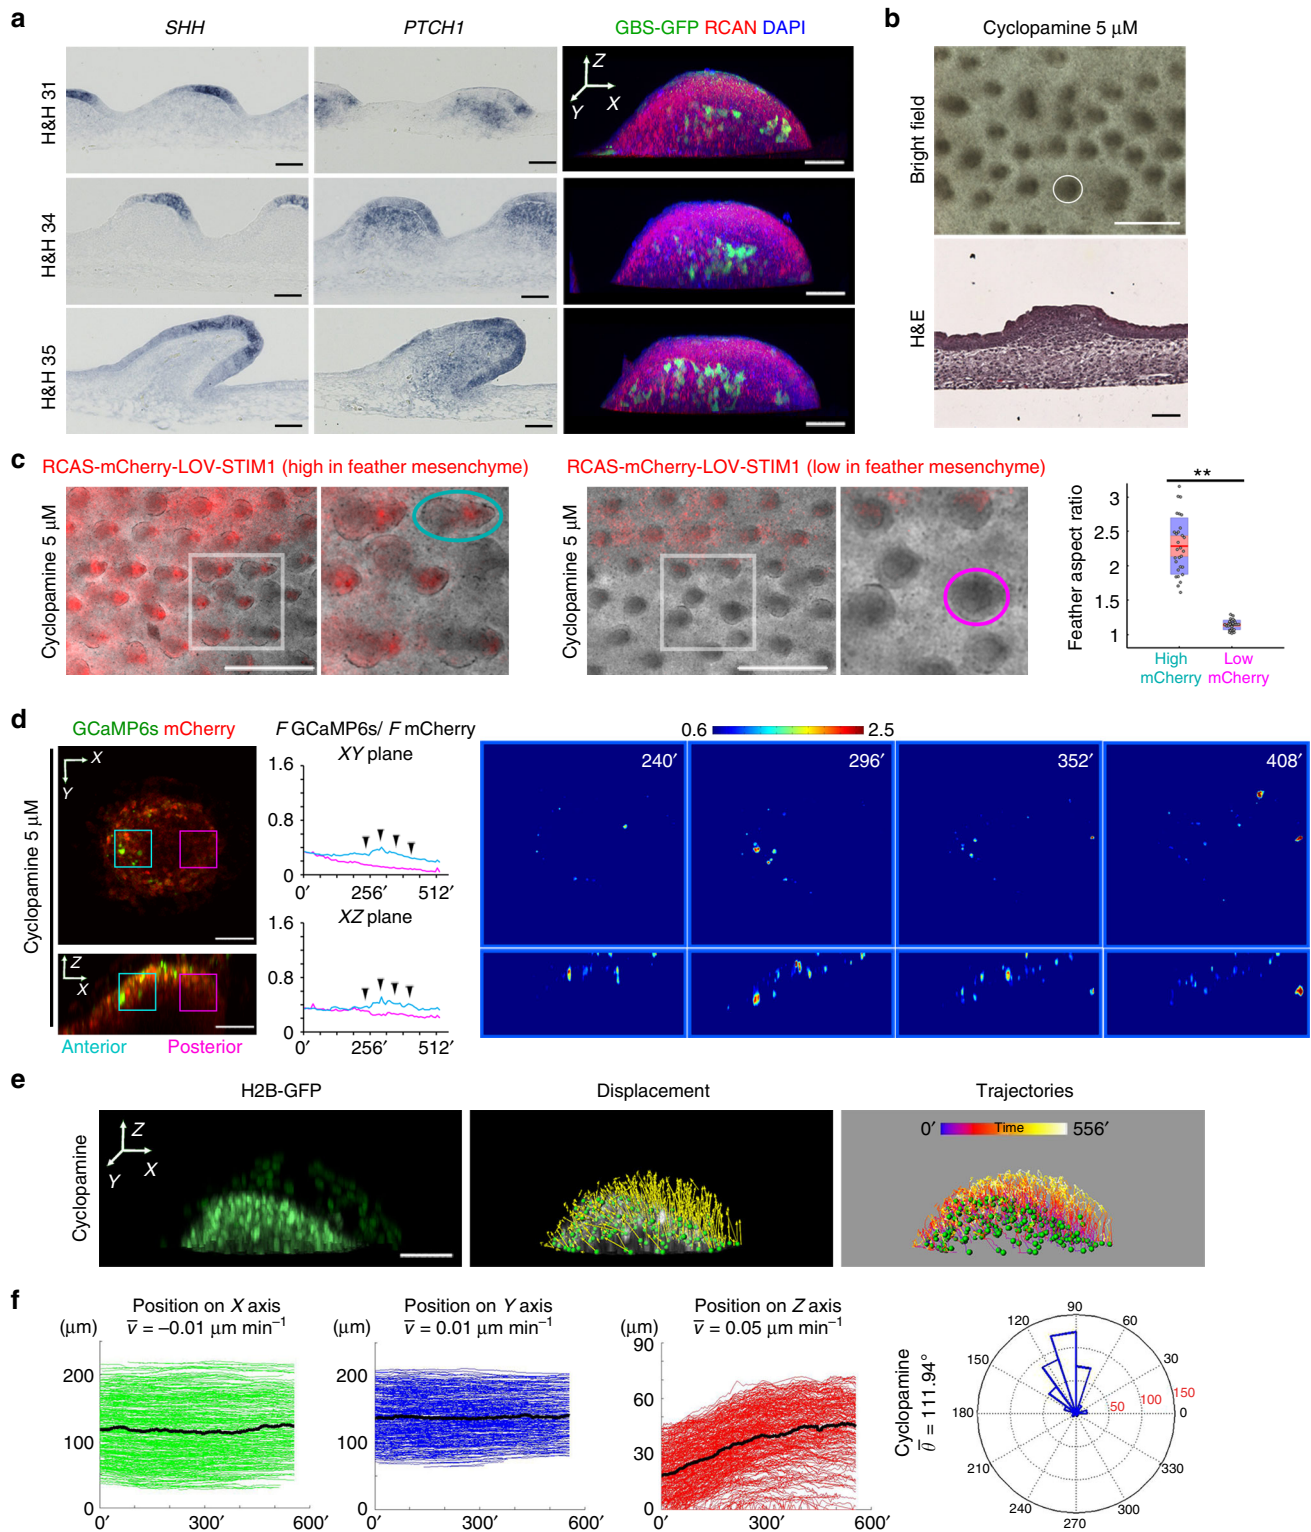 a
SHH
PTCH1
GBS-GFP RCAN DAPI
H&H 31
H&H 34
H&H 35
Z
X
Y
b
Cyclopamine 5 μM
Bright field
H&E
c
RCAS-mCherry-LOV-STIM1 (high in feather mesenchyme)
RCAS-mCherry-LOV-STIM1 (low in feather mesenchyme)
Cyclopamine 5 μM
Cyclopamine 5 μM
Feather aspect ratio
**
3
2.5
2
1.5
1
High mCherry
Low mCherry
d
GCaMP6s mCherry
F GCaMP6s/ F mCherry
Cyclopamine 5 μM
X
Y
Z
X
Anterior
Posterior
XY plane
1.6
0.8
0
0′ 256′ 512′
XZ plane
1.6
0.8
0
0′ 256′ 512′
0.6 2.5
240′
296′
352′
408′
e
H2B-GFP
Displacement
Trajectories
Cyclopamine
Z
X
Y
0′ Time 556′
f
Position on X axis
v̅ = –0.01 μm min⁻¹
(μm)
200
100
0
0′ 300′ 600′
Position on Y axis
v̅ = 0.01 μm min⁻¹
(μm)
200
100
0
0′ 300′ 600′
Position on Z axis
v̅ = 0.05 μm min⁻¹
(μm)
90
60
30
0
0′ 300′ 600′
Cyclopamine
θ̅ = 111.94°
90
60
30
0
330
300
270
240
210
180
150
120
50
100
150